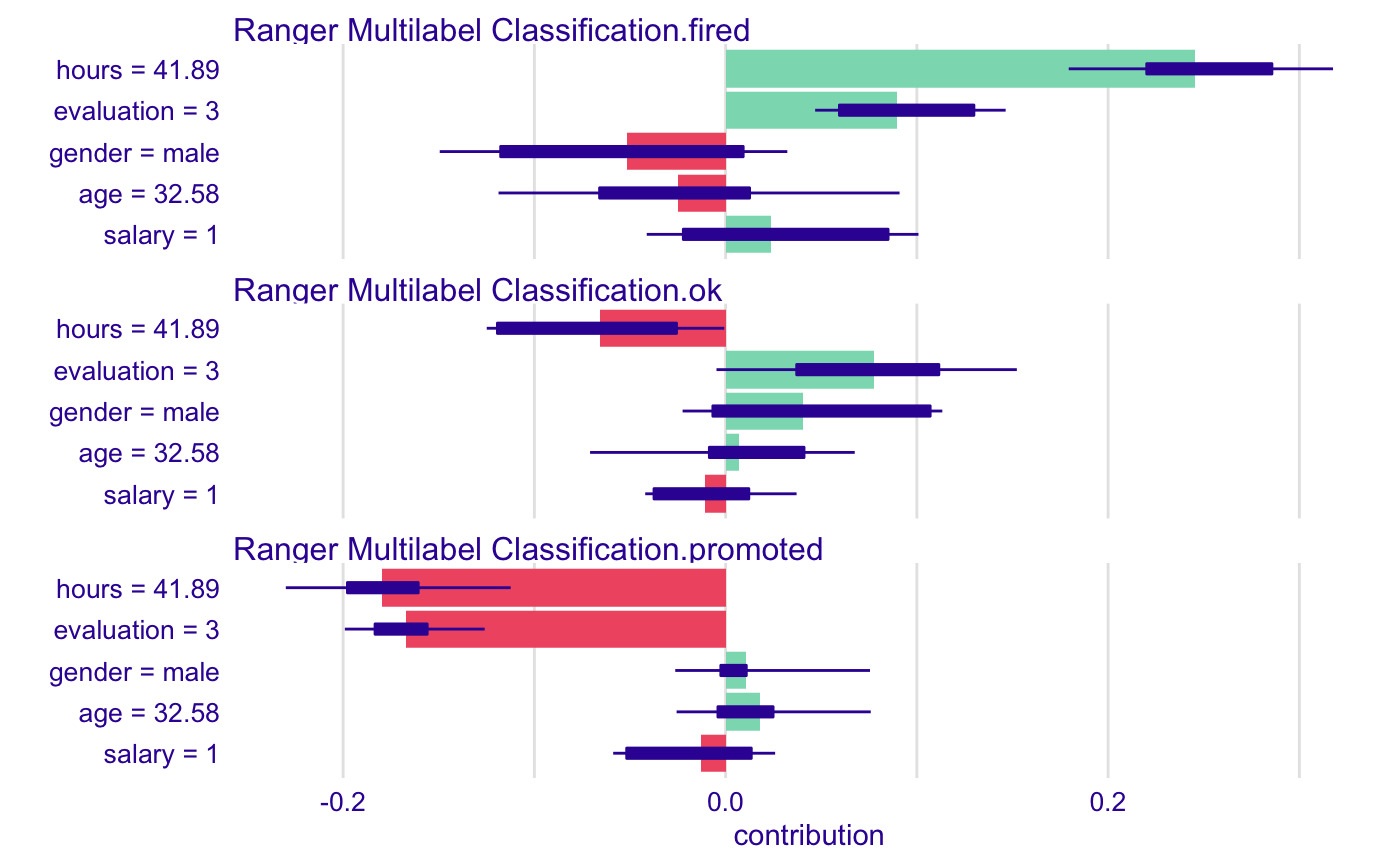 Ranger Multilabel Classification.fired
hours = 41.89
evaluation = 3
gender = male
age = 32.58
salary = 1
Ranger Multilabel Classification.ok
hours = 41.89
evaluation = 3
gender = male
age = 32.58
salary = 1
Ranger Multilabel Classification.promoted
hours = 41.89
evaluation = 3
gender = male
age = 32.58
salary = 1
-0.2 0.0 0.2
contribution